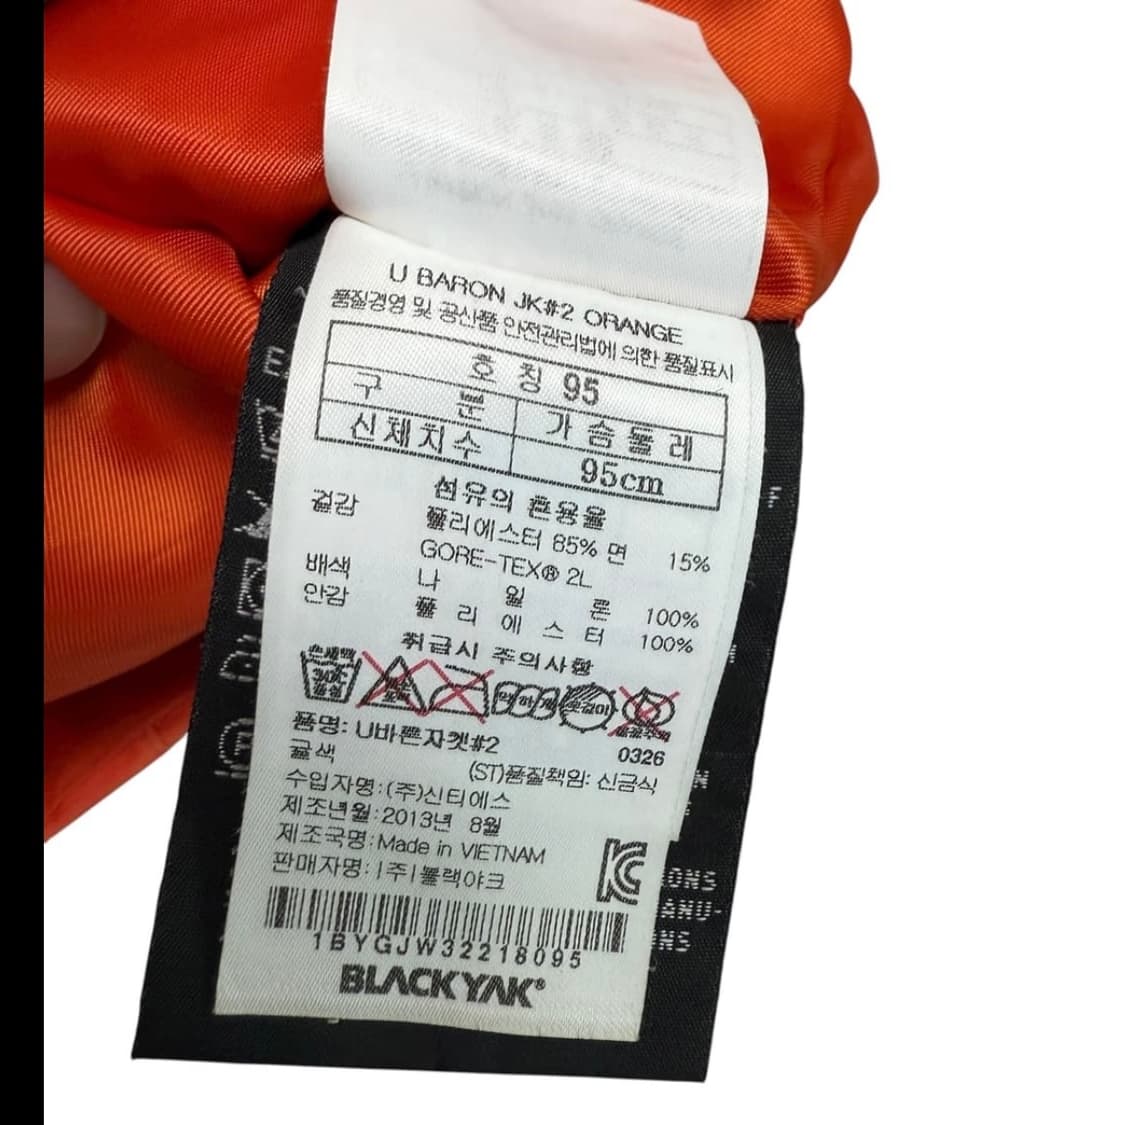 U BARON JK#2 ORANGE
품질경영 및 공산품 안전관리법에 의한 품질표시
호 칭 95
구 분 가 슴 둘 레
신체치수 95cm
섬유의 혼용율
겉감 폴리에스터 85% 면 15%
GORE-TEX® 2L
배색 나 일 론 100%
안감 폴 리 에 스 터 100%
취급시 주의사항
품명: U바론자켓#2
0326
귤색
(ST)품질책임: 신금식
수입자명:(주)신티에스
제조년월:2013년 8월
제조국명:Made in VIETNAM
판매자명:(주)블랙야크
1BYGJW32218095
BLACKYAK®